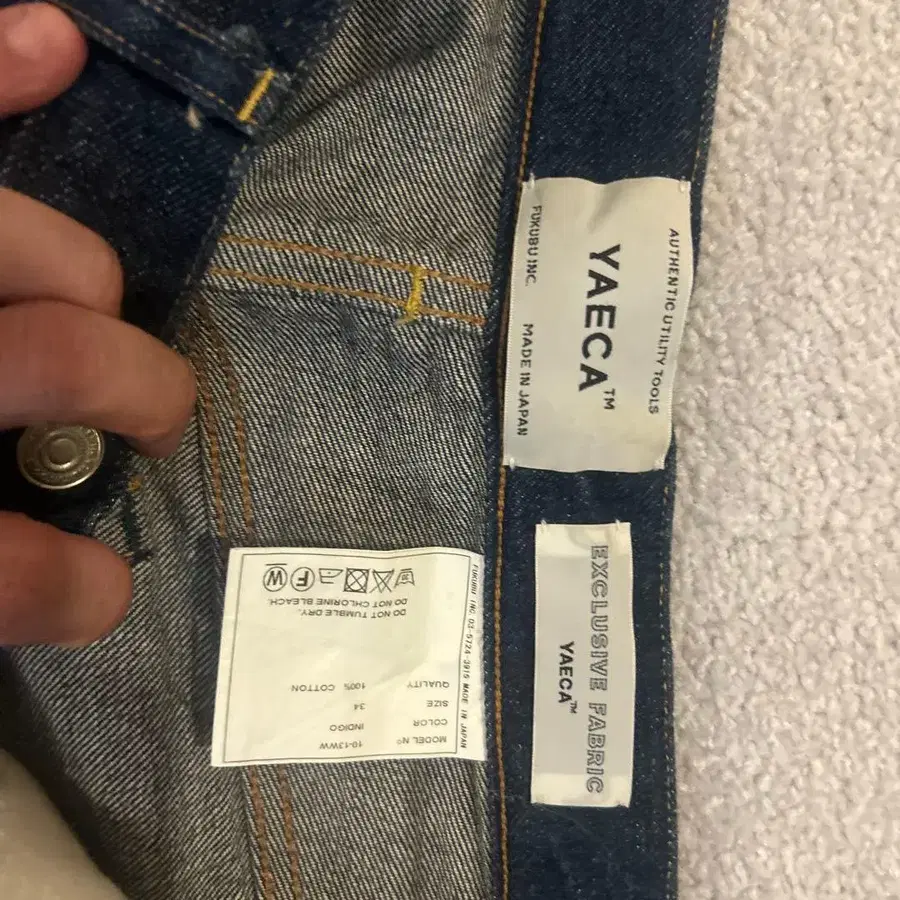 AUTHENTIC UTILITY TOOLS
YAECA™
FUKUBU INC. MADE IN JAPAN
EXCLUSIVE FABRIC
YAECA™
MODEL Nº 10-13WW
COLOR INDIGO
SIZE 34
QUALITY 100% COTTON
DO NOT TUMBLE DRY.
DO NOT CHLORINE BLEACH.
W F
FUKUBU INC 03-5724-3915 MADE IN JAPAN